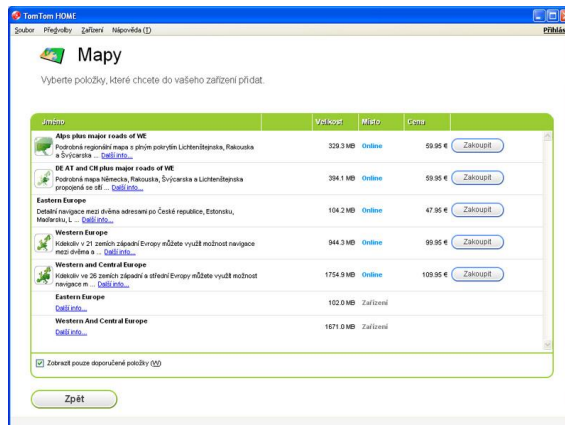 TomTom HOME
Soubor Předvolby Zařízení Nápověda (T) Přihlás
Mapy
Vyberte položky, které chcete do vašeho zařízení přidat.
Jméno Velikost Místo Cena
Alps plus major roads of WE
Podrobná regionální mapa s plným pokrytím Lichtenštejnska, Rakouska
a Švýcarska ... Další info... 329.3 MB Online 59.95 € Zakoupit
DE AT and CH plus major roads of WE
Podrobná mapa Německa, Rakouska, Švýcarska a Lichtenštejnska
propojená se sítí ... Další info... 394.1 MB Online 59.95 € Zakoupit
Eastern Europe
Detailní navigace mezi dvěma adresami po České republice, Estonsku,
Maďarsku, L ... Další info... 104.2 MB Online 47.95 € Zakoupit
Western Europe
Kdekoliv v 21 zemích západní Evropy můžete využít možnost navigace
mezi dvěma a ... Další info... 944.3 MB Online 99.95 € Zakoupit
Western and Central Europe
Kdekoliv ve 26 zemích západní a střední Evropy můžete využít možnost
navigace m ... Další info... 1754.9 MB Online 109.95 € Zakoupit
Eastern Europe
Další info... 102.0 MB Zařízení
Western And Central Europe
Další info... 1671.0 MB Zařízení
Zobrazit pouze doporučené položky (W)
Zpět